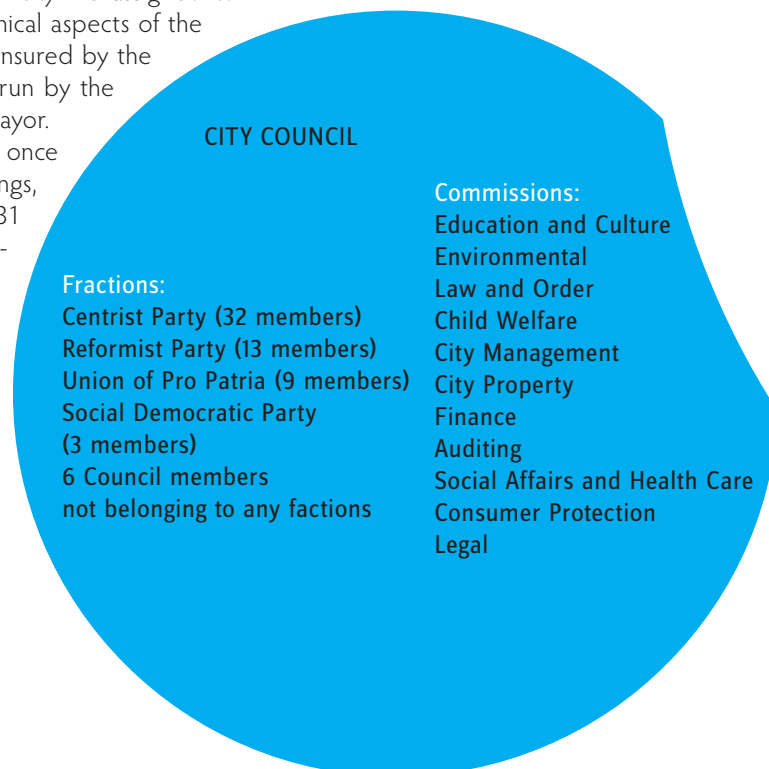 nical aspects of the
nsured by the
run by the
ayor.
once
ngs,
31
-
CITY COUNCIL
Fractions:
Centrist Party (32 members)
Reformist Party (13 members)
Union of Pro Patria (9 members)
Social Democratic Party
(3 members)
6 Council members
not belonging to any factions
Commissions:
Education and Culture
Environmental
Law and Order
Child Welfare
City Management
City Property
Finance
Auditing
Social Affairs and Health Care
Consumer Protection
Legal